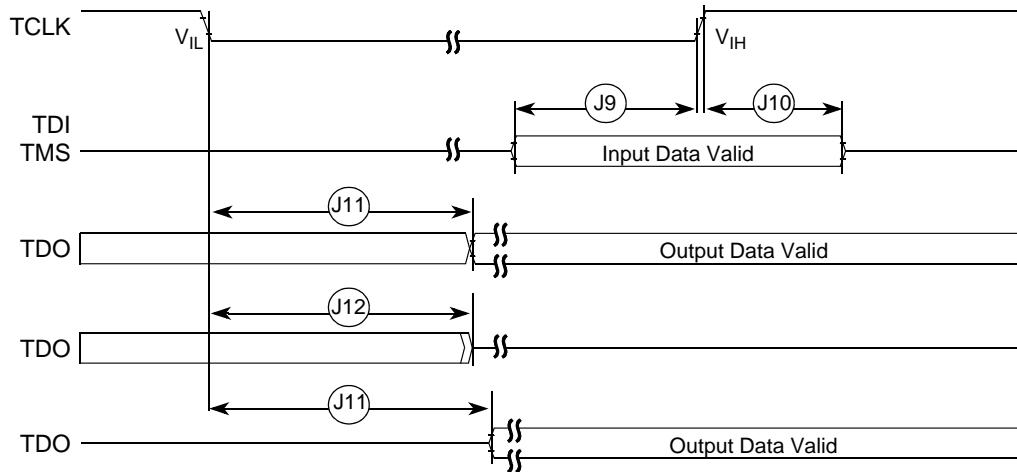 TCLK
VIL
VIH
J9
J10
TDI
TMS
Input Data Valid
J11
TDO
Output Data Valid
J12
TDO
J11
TDO
Output Data Valid